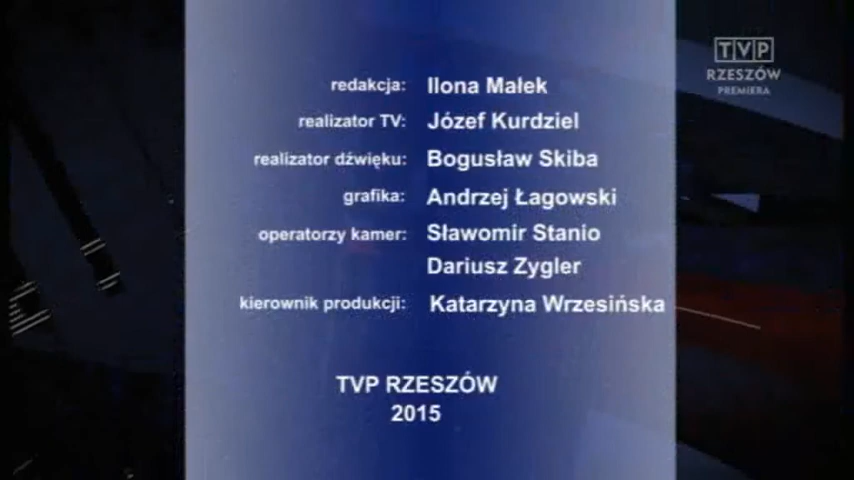 TVP
RZESZÓW
PREMIERA
redakcja: Ilona Małek
realizator TV: Józef Kurdziel
realizator dźwięku: Bogusław Skiba
grafika: Andrzej Łagowski
operatorzy kamer: Sławomir Stanio
Dariusz Zygler
kierownik produkcji: Katarzyna Wrzesińska
TVP RZESZÓW
2015